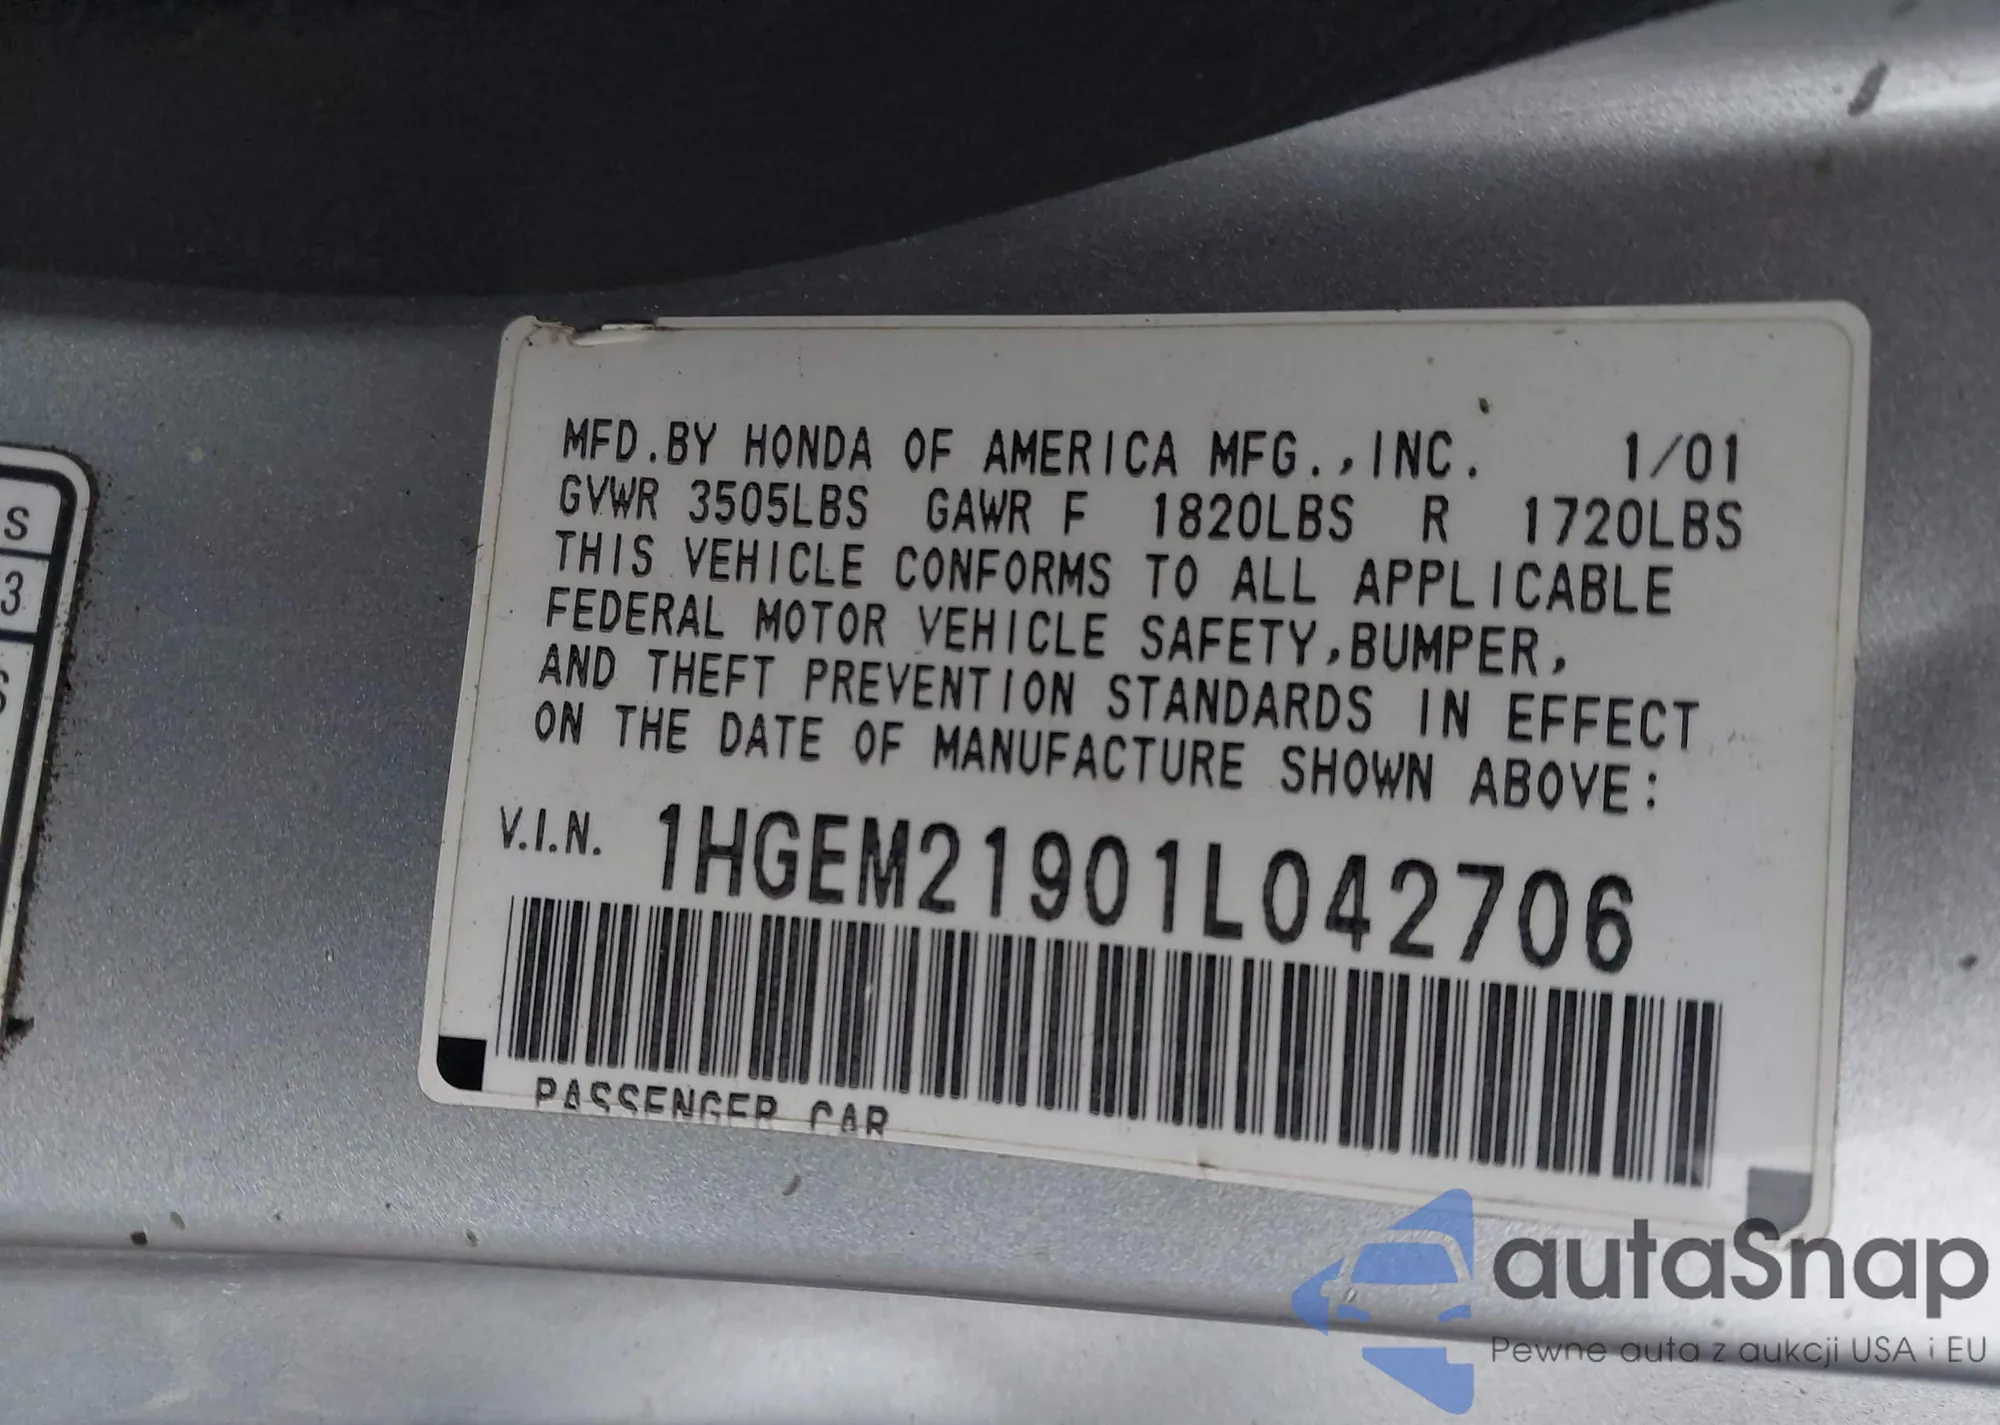 S
3
MFD.BY HONDA OF AMERICA MFG.,INC. 1/01
GVWR 3505LBS GAWR F 1820LBS R 1720LBS
THIS VEHICLE CONFORMS TO ALL APPLICABLE
FEDERAL MOTOR VEHICLE SAFETY,BUMPER,
AND THEFT PREVENTION STANDARDS IN EFFECT
ON THE DATE OF MANUFACTURE SHOWN ABOVE:
V.I.N. 1HGEM21901L042706
PASSENGER CAR
autaSnap
Pewne auta z aukcji USA i EU